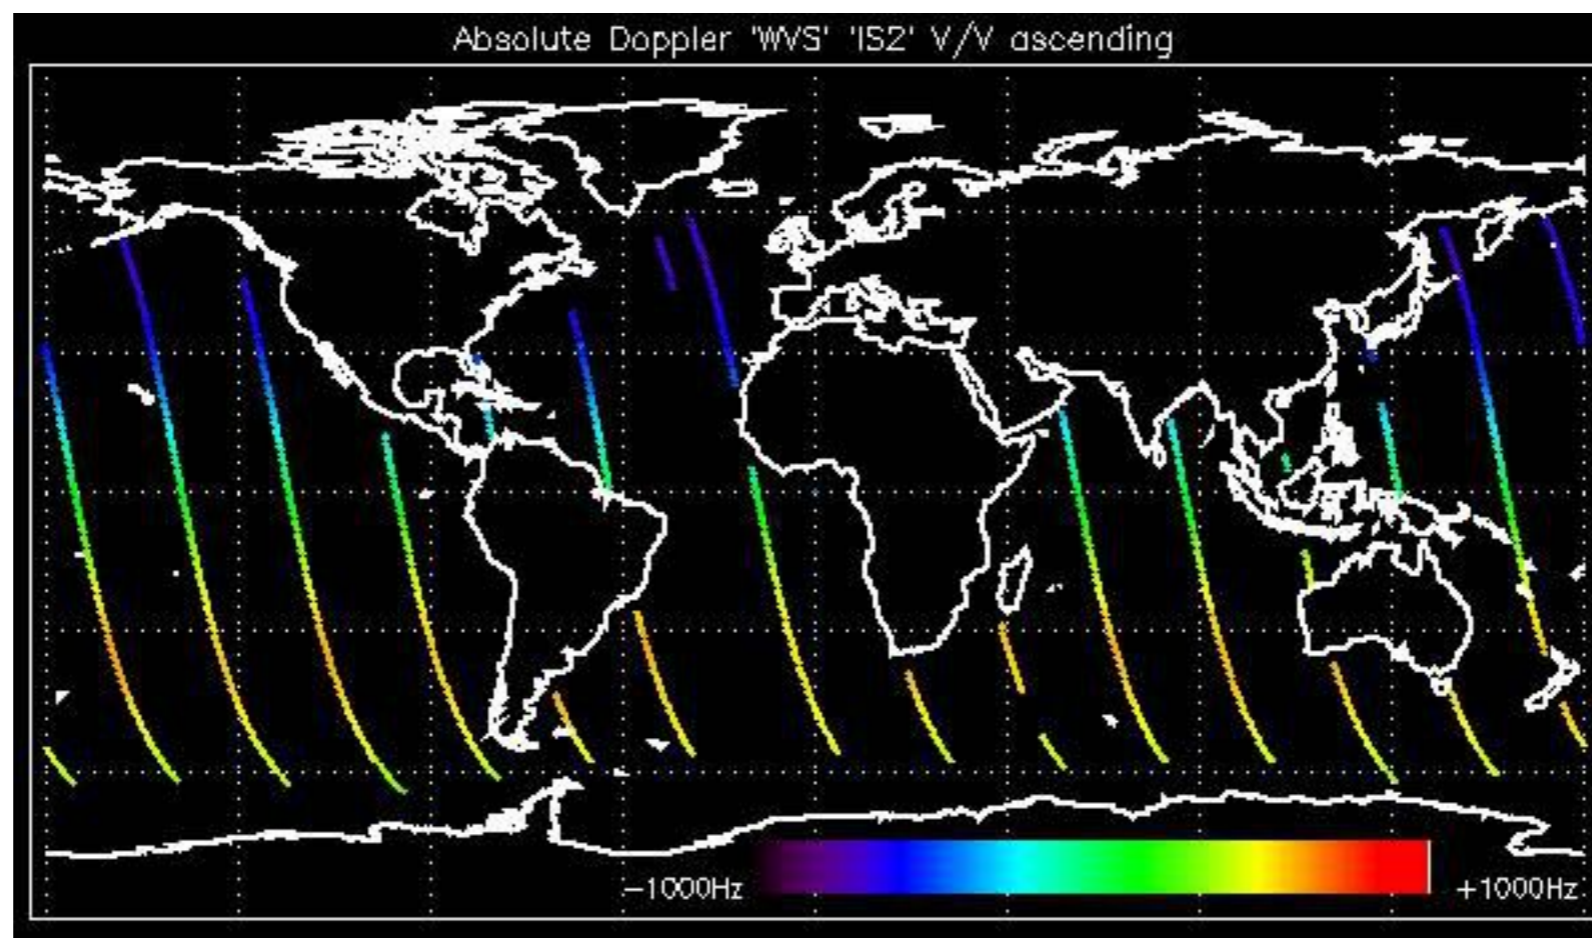 Absolute Doppler 'WVS' 'IS2' V/V ascending
-1000Hz +1000Hz